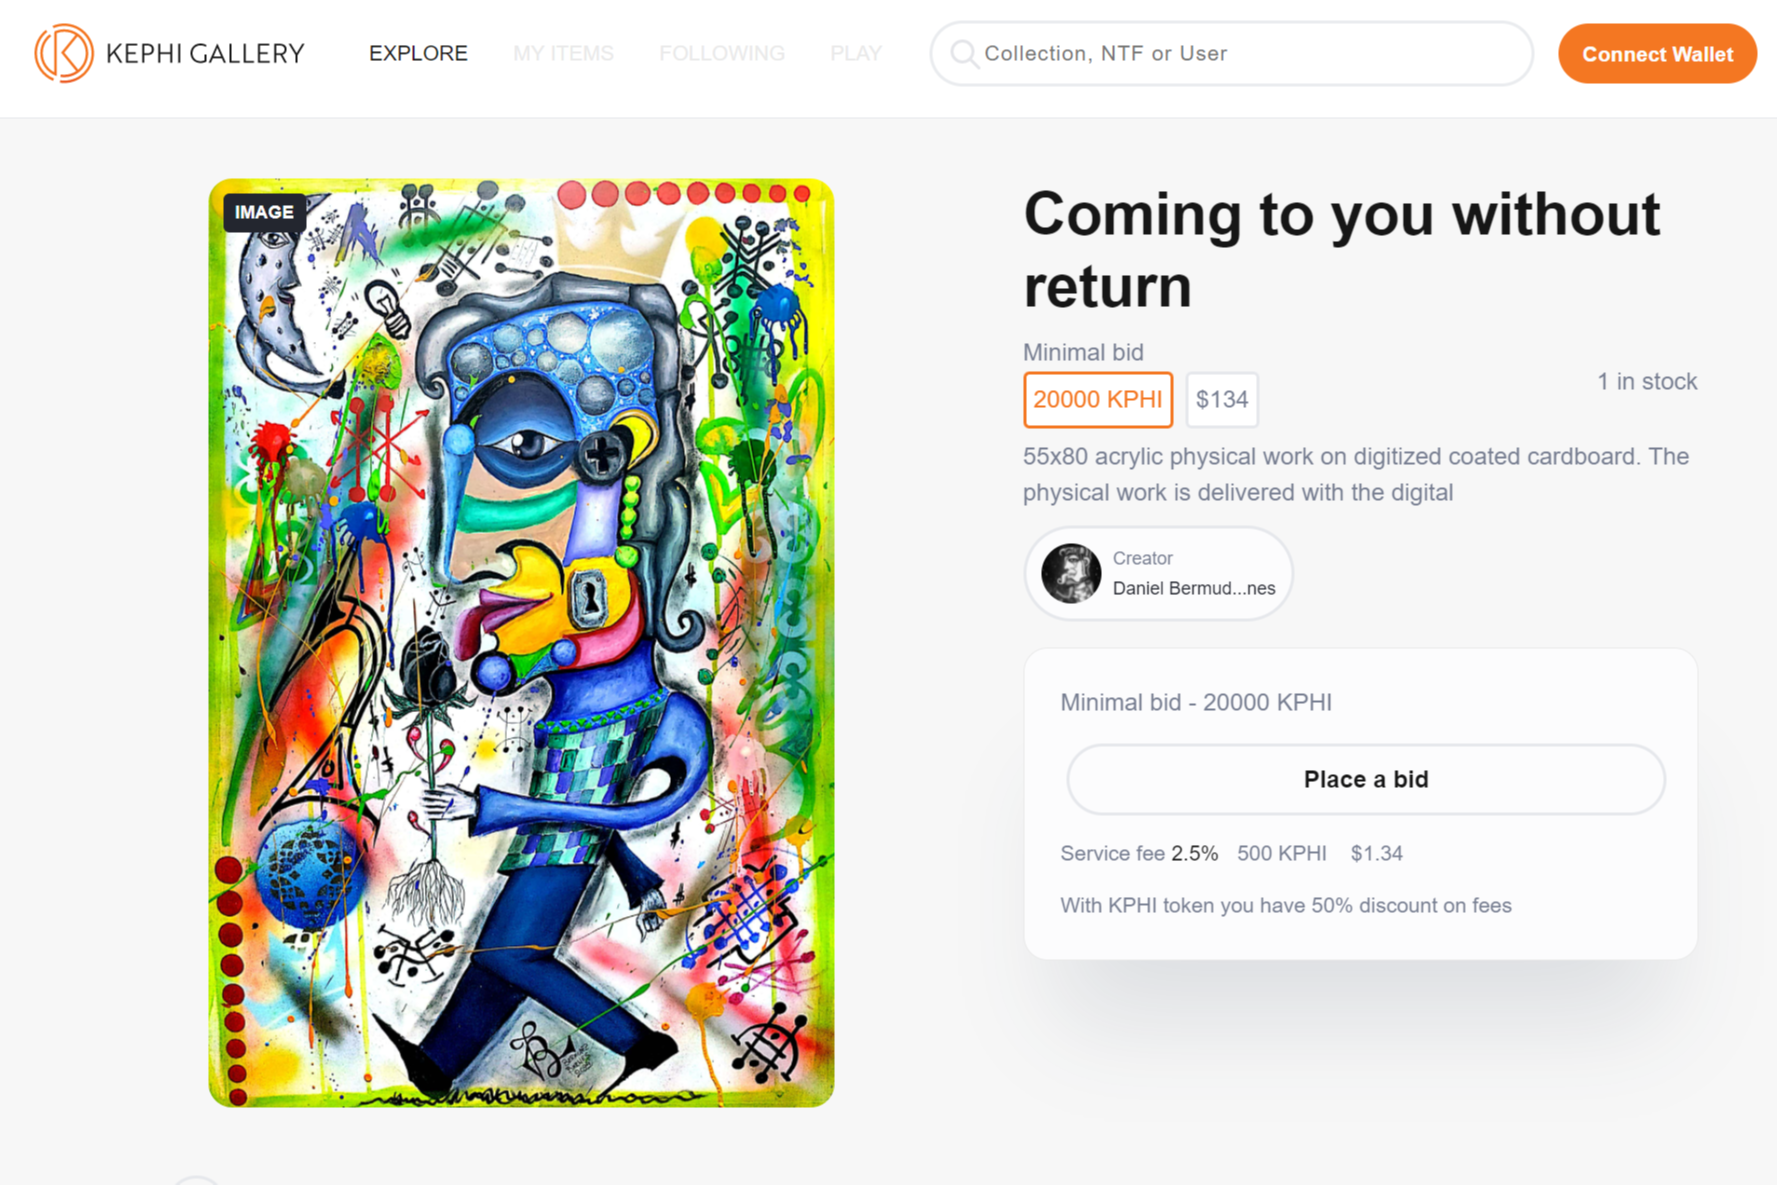 KEPHI GALLERY
EXPLORE
MY ITEMS
FOLLOWING
PLAY
Collection, NTF or User
Connect Wallet
IMAGE
Coming to you without
return
Minimal bid
20000 KPHI
$134
1 in stock
55x80 acrylic physical work on digitized coated cardboard. The
physical work is delivered with the digital
Creator
Daniel Bermud...nes
Minimal bid - 20000 KPHI
Place a bid
Service fee 2.5% 500 KPHI $1.34
With KPHI token you have 50% discount on fees